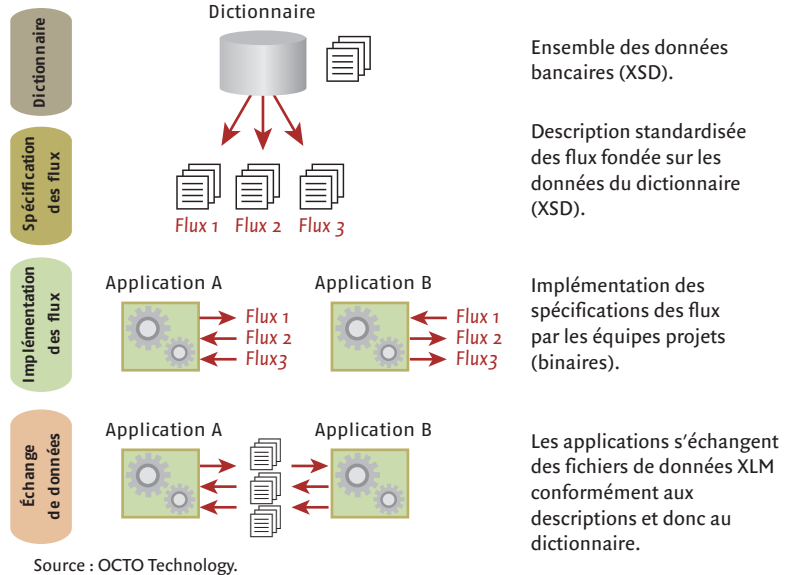 Dictionnaire
Dictionnaire
Ensemble des données
bancaires (XSD).
Spécification
des flux
Flux 1 Flux 2 Flux 3
Description standardisée
des flux fondée sur les
données du dictionnaire
(XSD).
Implémentation
des flux
Application A
Flux 1
Flux 2
Flux3
Application B
Flux 1
Flux 2
Flux3
Implémentation des
spécifications des flux
par les équipes projets
(binaires).
Échange
de données
Application A
Application B
Les applications s'échangent
des fichiers de données XLM
conformément aux
descriptions et donc au
dictionnaire.
Source : OCTO Technology.